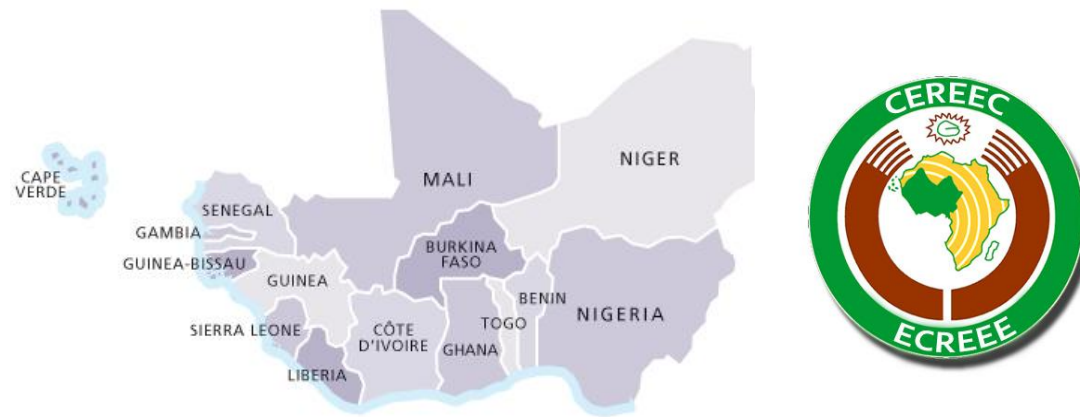 CAPE
VERDE
SENEGAL
GAMBIA
GUINEA-BISSAU
GUINEA
SIERRA LEONE
LIBERIA
MALI
BURKINA
FASO
CÔTE
D'IVOIRE
GHANA
TOGO
BENIN
NIGER
NIGERIA
CEREEC
ECREEE